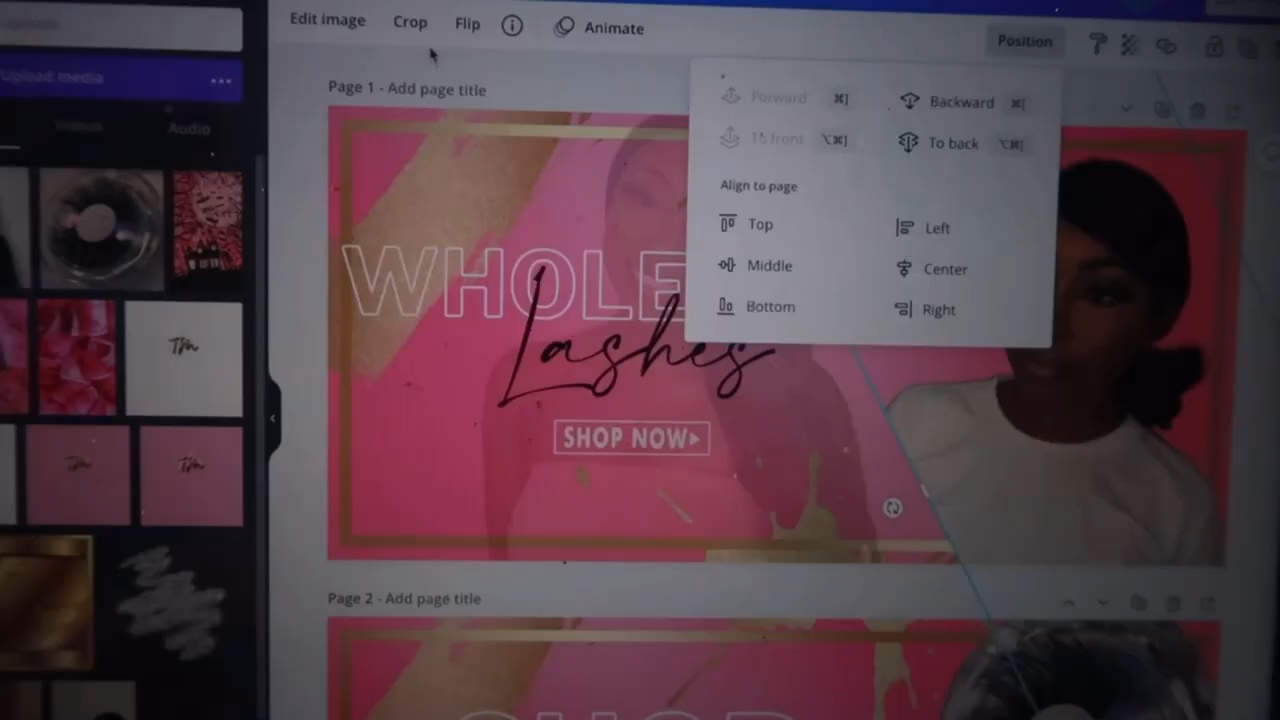 Edit image Crop Flip Animate Position
Upload media
Videos Audio
Page 1 - Add page title
Forward ⌘] Backward ⌘[
To front ⌥⌘] To back ⌥⌘[
Align to page
Top Left
Middle Center
Bottom Right
WHOLE
Lashes
SHOP NOW
Page 2 - Add page title
SHOP